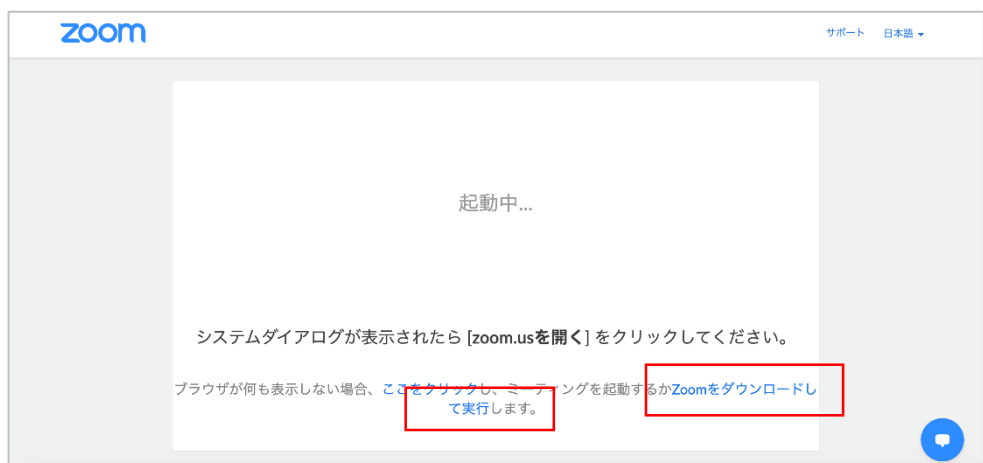 zoom
サポート 日本語
起動中...
システムダイアログが表示されたら [zoom.usを開く] をクリックしてください。
ブラウザが何も表示しない場合、ここをクリックし、ミーティングを起動するかZoomをダウンロードし
て実行します。